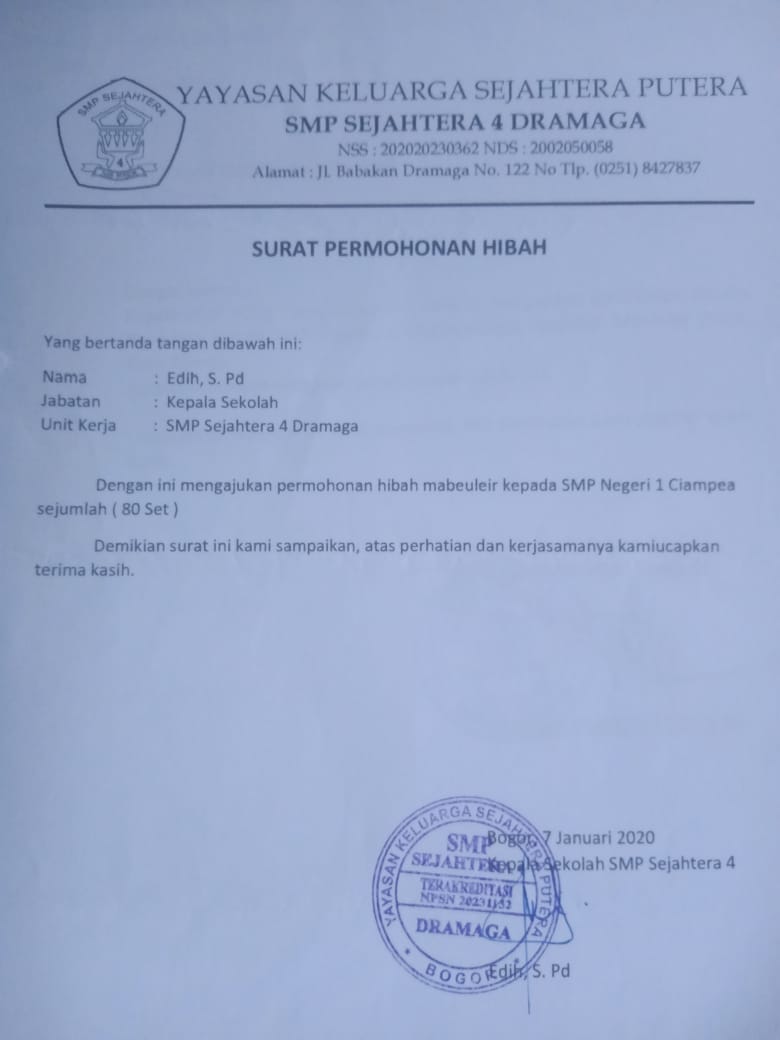 SMP SEJAHTERA
4
YAYASAN KELUARGA SEJAHTERA PUTERA
SMP SEJAHTERA 4 DRAMAGA
NSS : 202020230362 NDS : 2002050058
Alamat : Jl. Babakan Dramaga No. 122 No Tlp. (0251) 8427837
SURAT PERMOHONAN HIBAH
Yang bertanda tangan dibawah ini:
Nama : Edih, S. Pd
Jabatan : Kepala Sekolah
Unit Kerja : SMP Sejahtera 4 Dramaga
Dengan ini mengajukan permohonan hibah mabeuleir kepada SMP Negeri 1 Ciampea
sejumlah ( 80 Set )
Demikian surat ini kami sampaikan, atas perhatian dan kerjasamanya kamiucapkan
terima kasih.
Bogor, 7 Januari 2020
Kepala Sekolah SMP Sejahtera 4
YAYASAN KELUARGA SEJAHTERA PUTERA
SMP
SEJAHTERA
TERAKREDITASI
NPSN
DRAMAGA
BOGOR
Edih, S. Pd